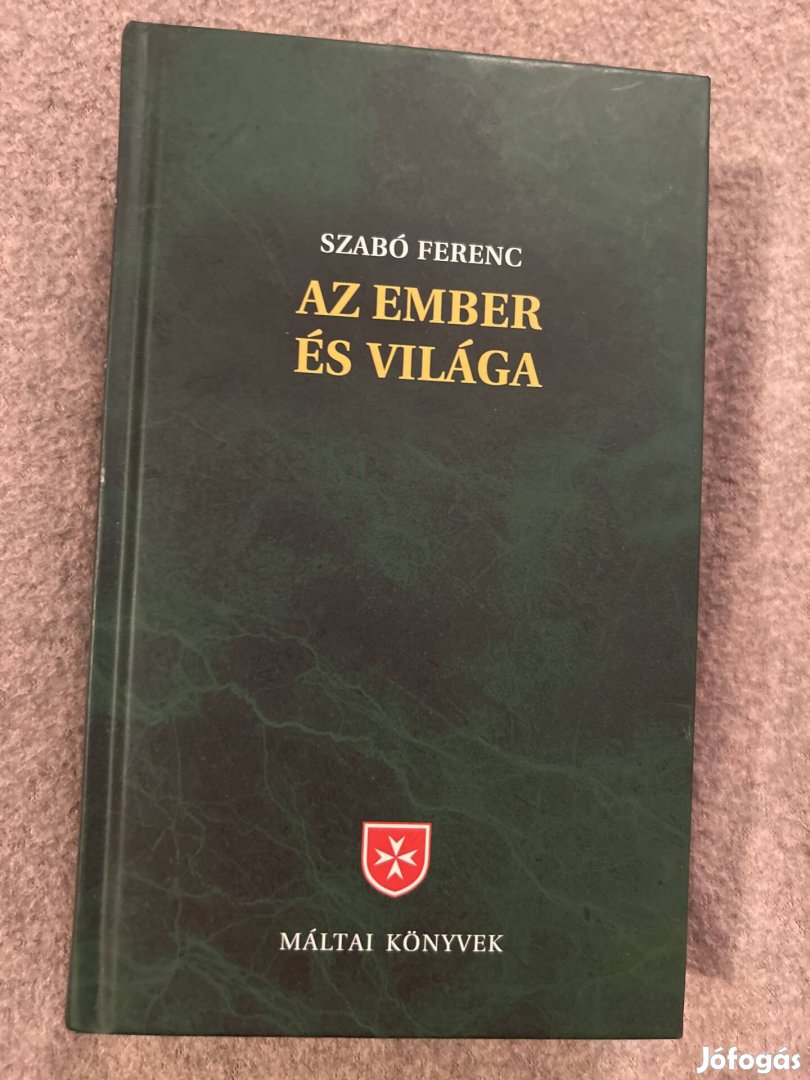 SZABÓ FERENC
AZ EMBER
ÉS VILÁGA
MÁLTAI KÖNYVEK
Jófogás